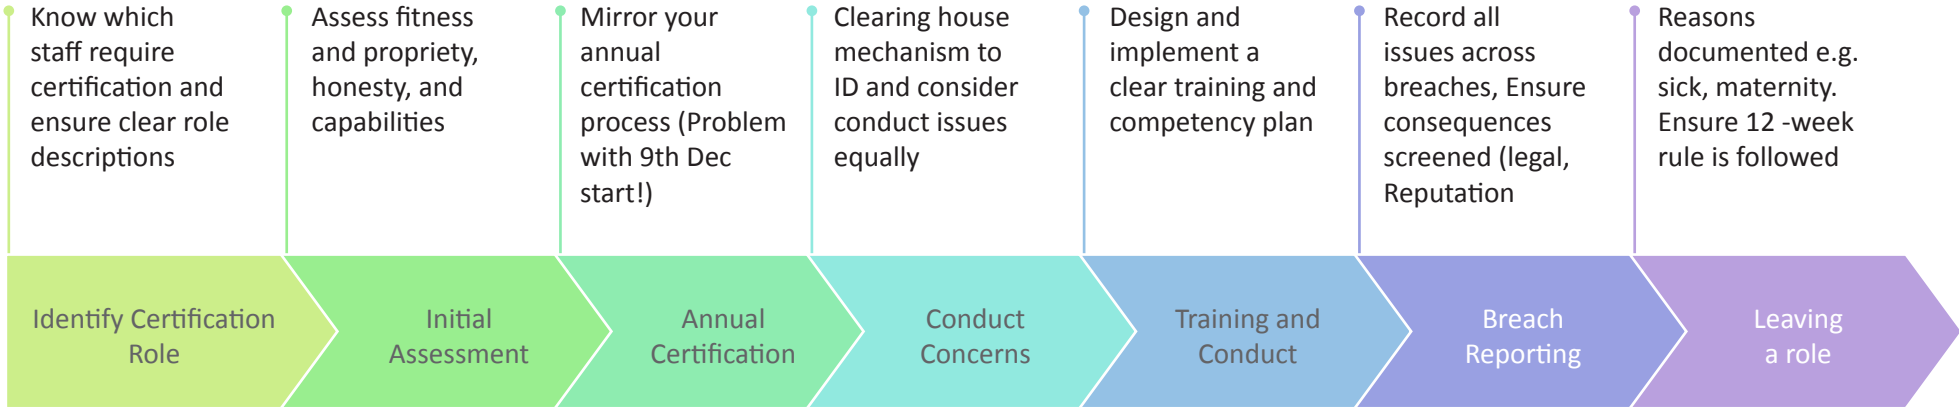 Know which
staff require
certification and
ensure clear role
descriptions
Assess fitness
and propriety,
honesty, and
capabilities
Mirror your
annual
certification
process (Problem
with 9th Dec
start!)
Clearing house
mechanism to
ID and consider
conduct issues
equally
Design and
implement a
clear training and
competency plan
Record all
issues across
breaches, Ensure
consequences
screened (legal,
Reputation
Reasons
documented e.g.
sick, maternity.
Ensure 12 -week
rule is followed
Identify Certification
Role
Initial
Assessment
Annual
Certification
Conduct
Concerns
Training and
Conduct
Breach
Reporting
Leaving
a role